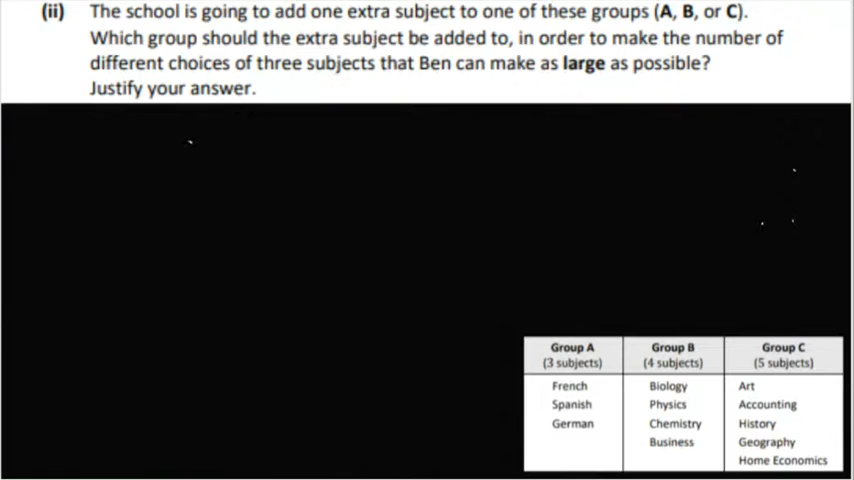 (ii) The school is going to add one extra subject to one of these groups (A, B, or C).
Which group should the extra subject be added to, in order to make the number of
different choices of three subjects that Ben can make as large as possible?
Justify your answer.
Group A Group B Group C
(3 subjects) (4 subjects) (5 subjects)
French Biology Art
Spanish Physics Accounting
German Chemistry History
Business Geography
Home Economics